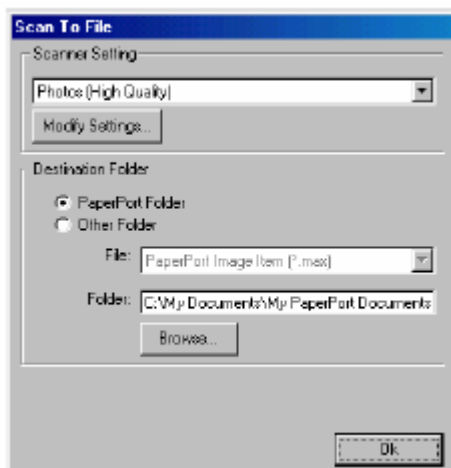 Scan To File
Scanner Setting
Photos (High Quality)
Modify Settings...
Destination Folder
PaperPort Folder
Other Folder
File: PaperPort Image Item (*.max)
Folder: C:\My Documents\My PaperPort Documents
Browse...
Ok